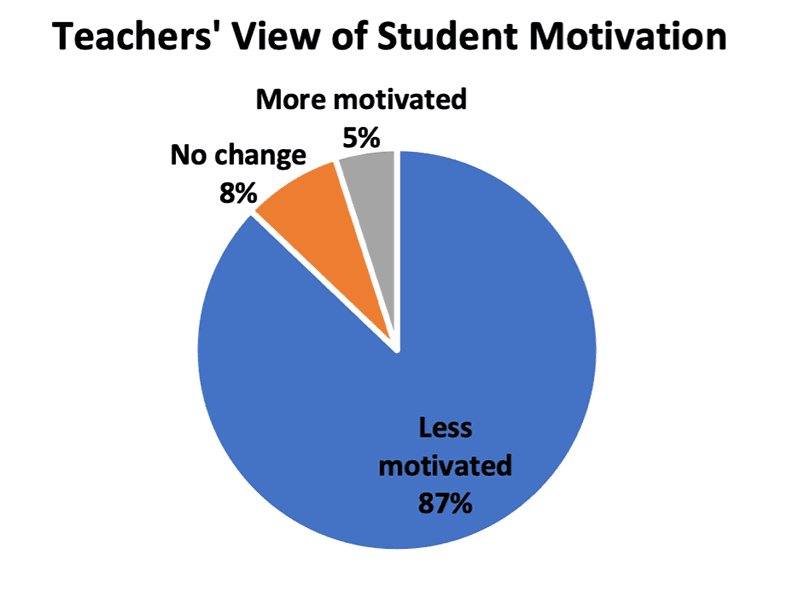 Teachers' View of Student Motivation
More motivated
5%
No change
8%
Less
motivated
87%